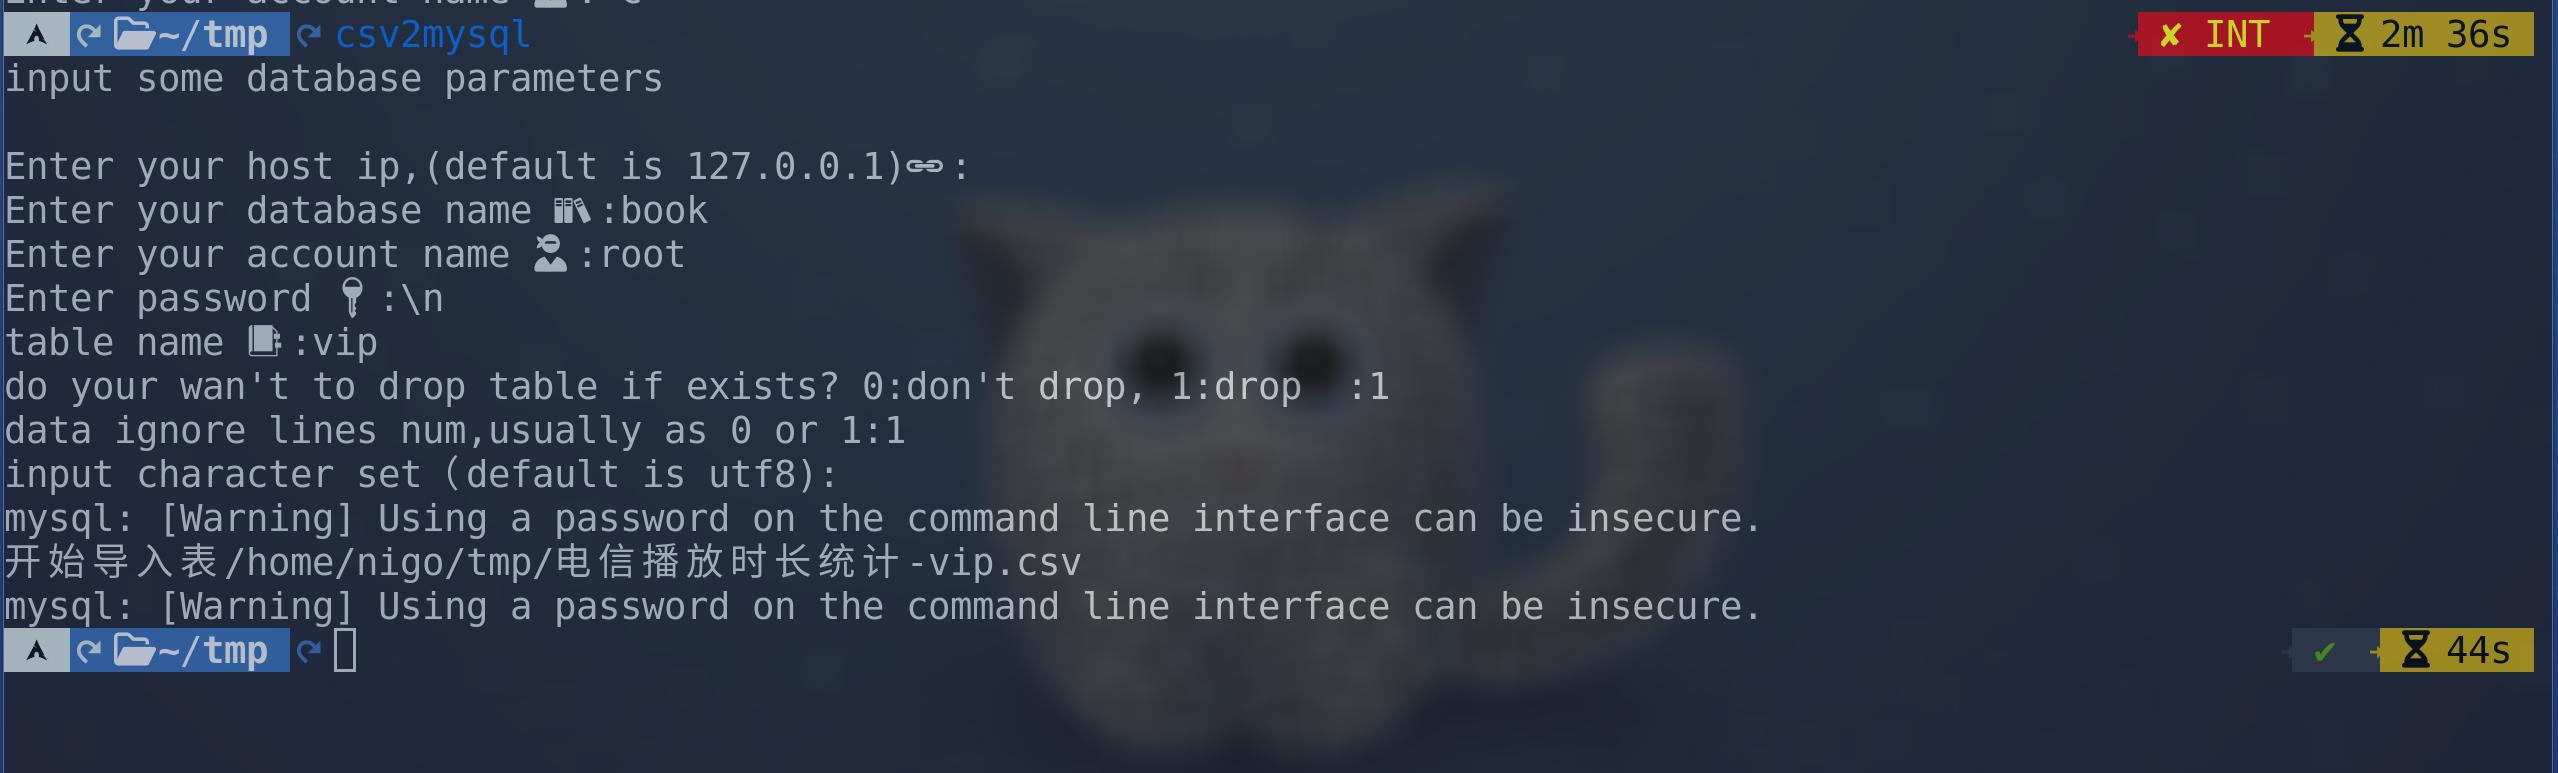 ~/tmp csv2mysql ✘ INT 2m 36s
input some database parameters
Enter your host ip,(default is 127.0.0.1) :
Enter your database name :book
Enter your account name :root
Enter password :\n
table name :vip
do your wan't to drop table if exists? 0:don't drop, 1:drop :1
data ignore lines num,usually as 0 or 1:1
input character set（default is utf8):
mysql: [Warning] Using a password on the command line interface can be insecure.
开始导入表/home/nigo/tmp/电信播放时长统计-vip.csv
mysql: [Warning] Using a password on the command line interface can be insecure.
~/tmp ✔ 44s